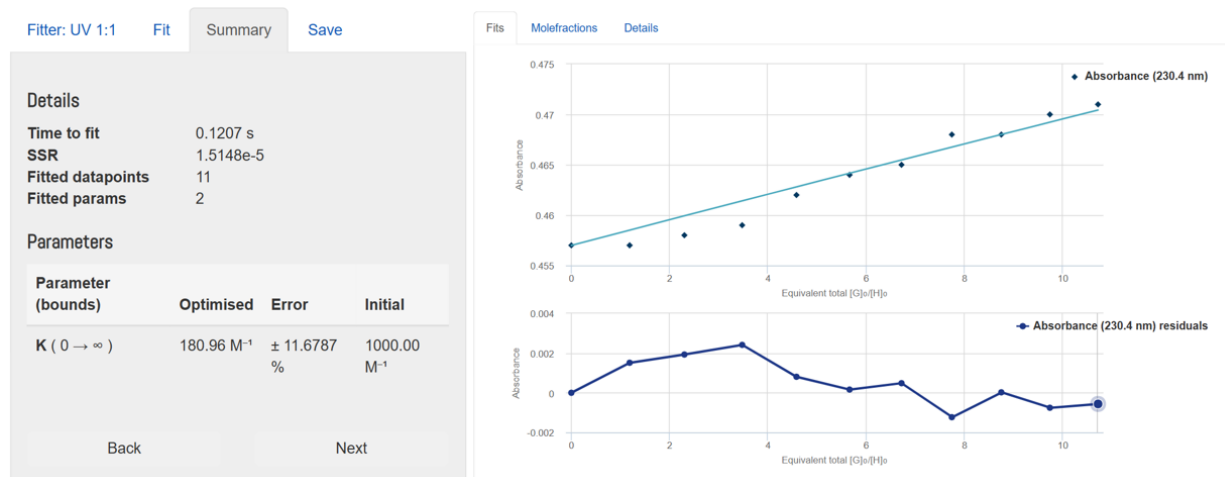 Fitter: UV 1:1 Fit Summary Save
Details
Time to fit 0.1207 s
SSR 1.5148e-5
Fitted datapoints 11
Fitted params 2
Parameters
Parameter
(bounds) Optimised Error Initial
K ( 0 → ∞ ) 180.96 M⁻¹ ± 11.6787 1000.00
% M⁻¹
Back Next
Fits Molefractions Details
0.475
Absorbance (230.4 nm)
0.47
0.465
0.46
0.455
Absorbance
0 2 4 6 8 10
Equivalent total [G]₀/[H]₀
0.004
Absorbance (230.4 nm) residuals
0.002
0
-0.002
Absorbance
0 2 4 6 8 10
Equivalent total [G]₀/[H]₀